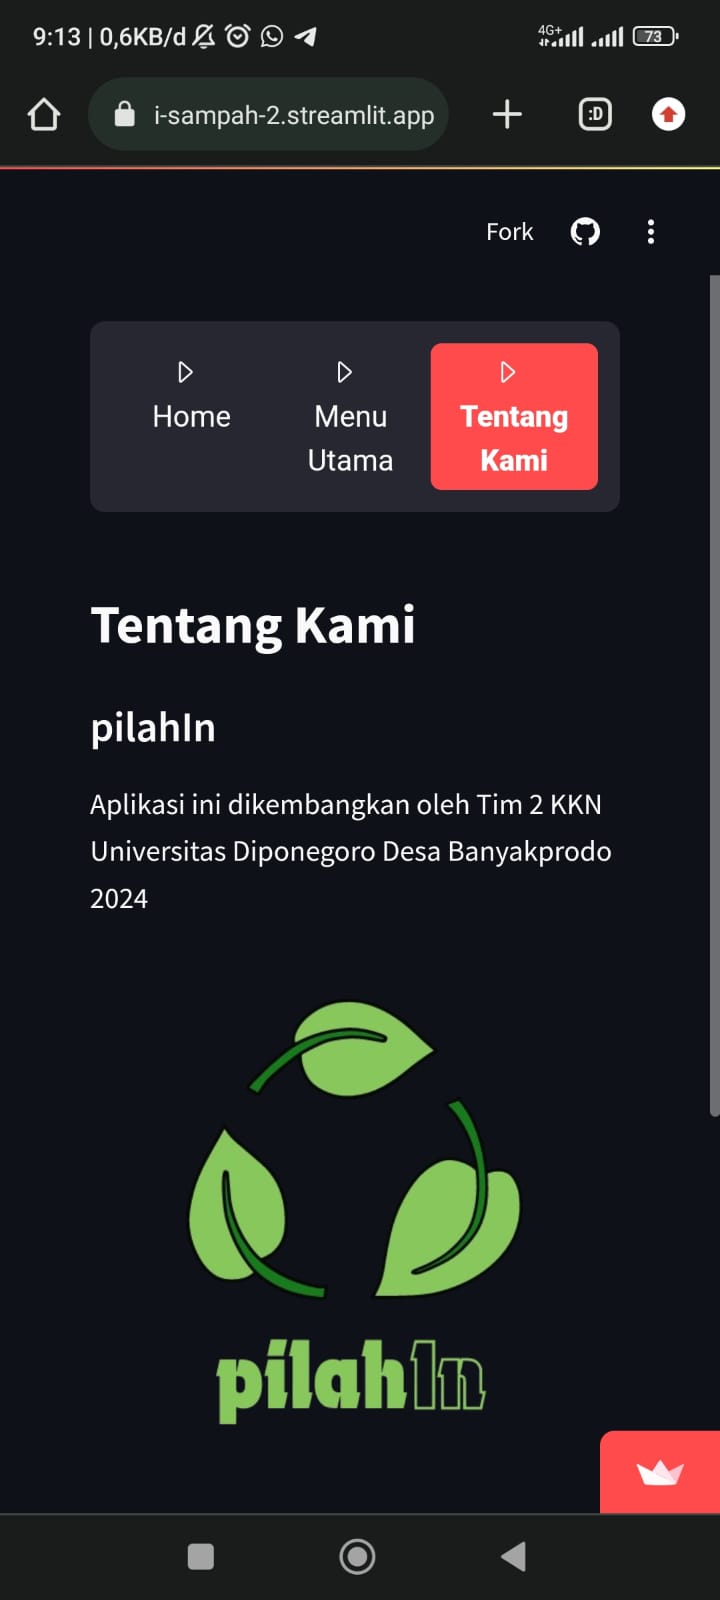 9:13 | 0,6KB/d
4G+
73
i-sampah-2.streamlit.app
:D
Fork
Home
Menu
Utama
Tentang
Kami
Tentang Kami
pilahIn
Aplikasi ini dikembangkan oleh Tim 2 KKN
Universitas Diponegoro Desa Banyakprodo
2024
pilahIn